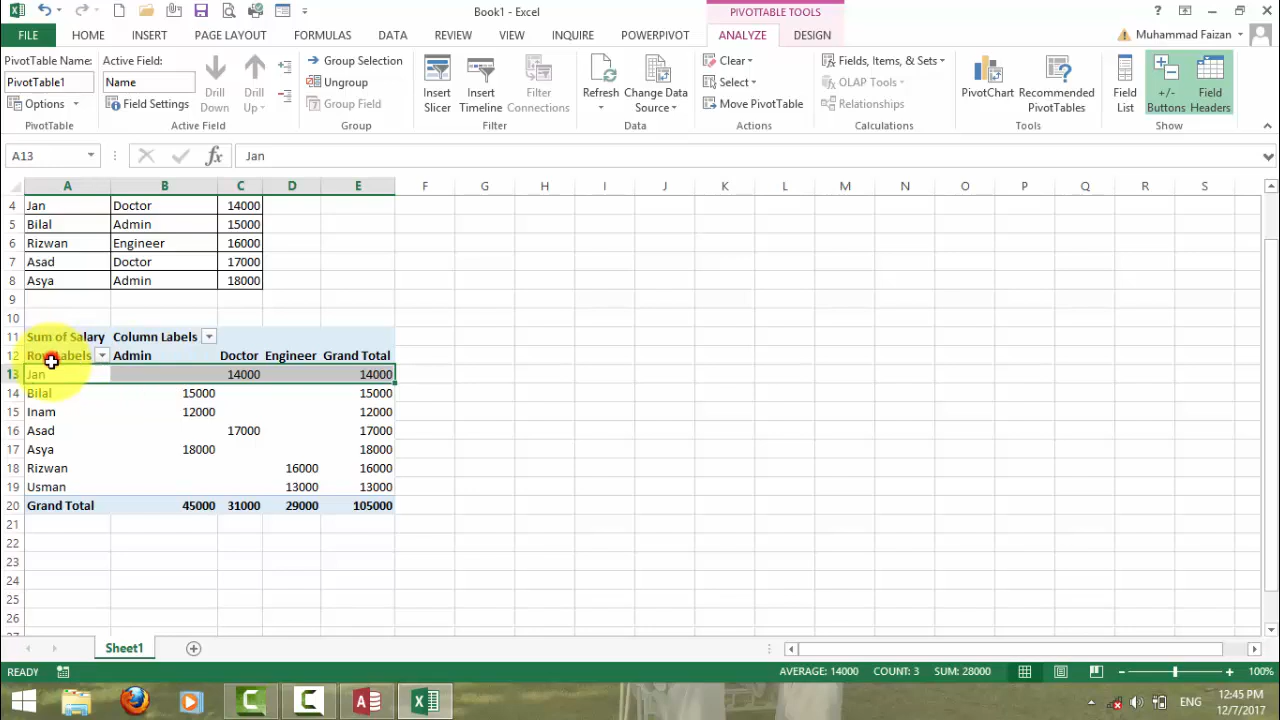 Book1 - Excel
PIVOTTABLE TOOLS
FILE HOME INSERT PAGE LAYOUT FORMULAS DATA REVIEW VIEW INQUIRE POWERPIVOT ANALYZE DESIGN Muhammad Faizan
PivotTable Name:
PivotTable1
Options
PivotTable
Active Field:
Name
Field Settings
Drill Down
Drill Up
Active Field
Group Selection
Ungroup
Group Field
Group
Insert Slicer
Insert Timeline
Filter Connections
Filter
Refresh
Change Data Source
Data
Clear
Select
Move PivotTable
Actions
Fields, Items, & Sets
OLAP Tools
Relationships
Calculations
PivotChart
Recommended PivotTables
Tools
Field List
+/- Buttons
Field Headers
Show
A13 fx Jan
A B C D E F G H I J K L M N O P Q R S
4 Jan Doctor 14000
5 Bilal Admin 15000
6 Rizwan Engineer 16000
7 Asad Doctor 17000
8 Asya Admin 18000
9
10
11 Sum of Salary Column Labels
12 Row Labels Admin Doctor Engineer Grand Total
13 Jan 14000 14000
14 Bilal 15000 15000
15 Inam 12000 12000
16 Asad 17000 17000
17 Asya 18000 18000
18 Rizwan 16000 16000
19 Usman 13000 13000
20 Grand Total 45000 31000 29000 105000
21
22
23
24
25
26
27
Sheet1
READY AVERAGE: 14000 COUNT: 3 SUM: 28000 100%
ENG 12:45 PM
12/7/2017